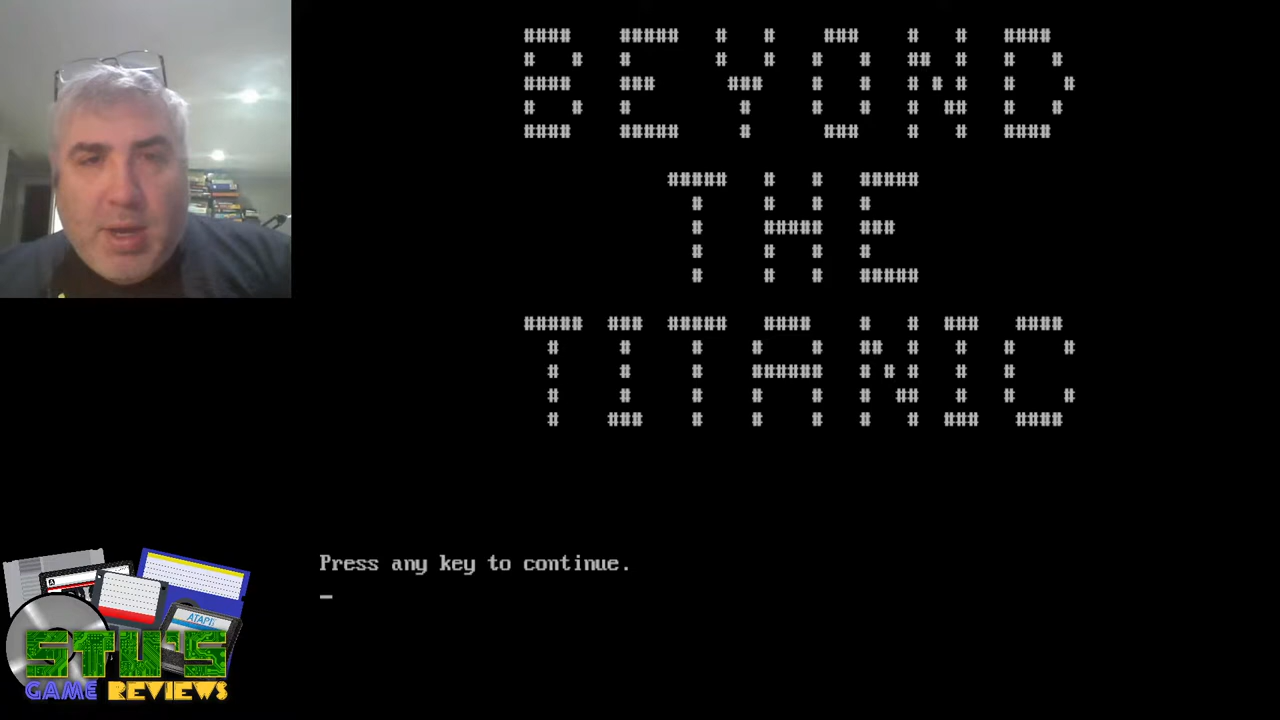 BEYOND
THE
TITANIC
Press any key to continue.
ATARI
STU'S
GAME REVIEWS